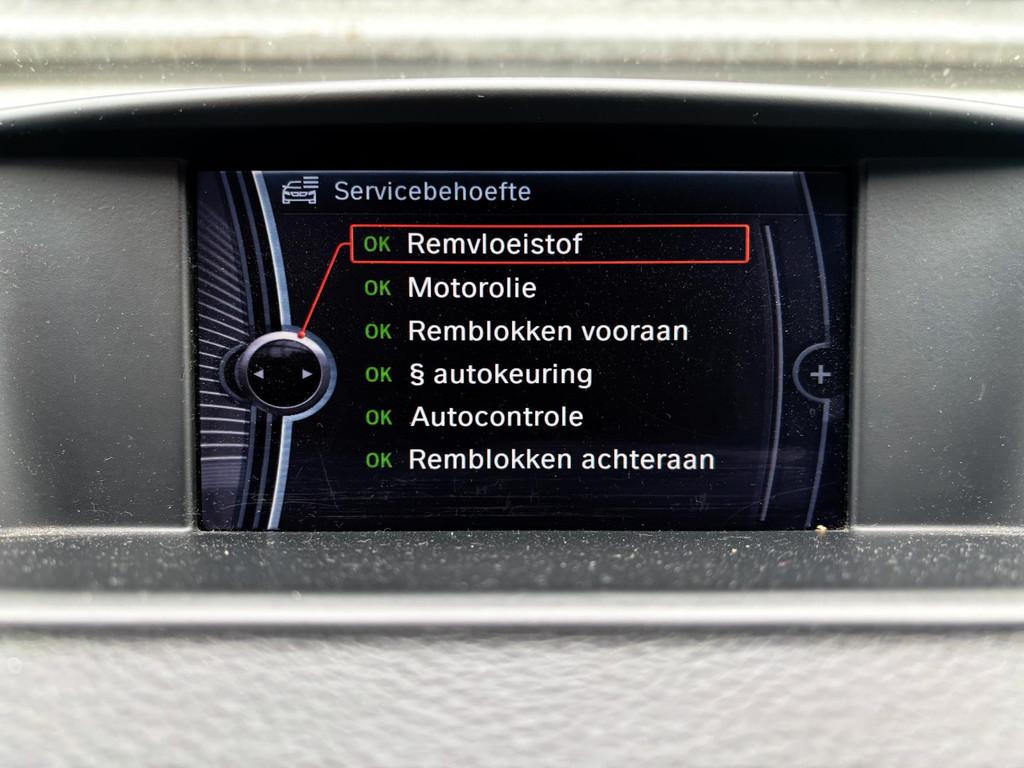 Servicebehoefte
OK Remvloeistof
OK Motorolie
OK Remblokken vooraan
OK § autokeuring
OK Autocontrole
OK Remblokken achteraan
+